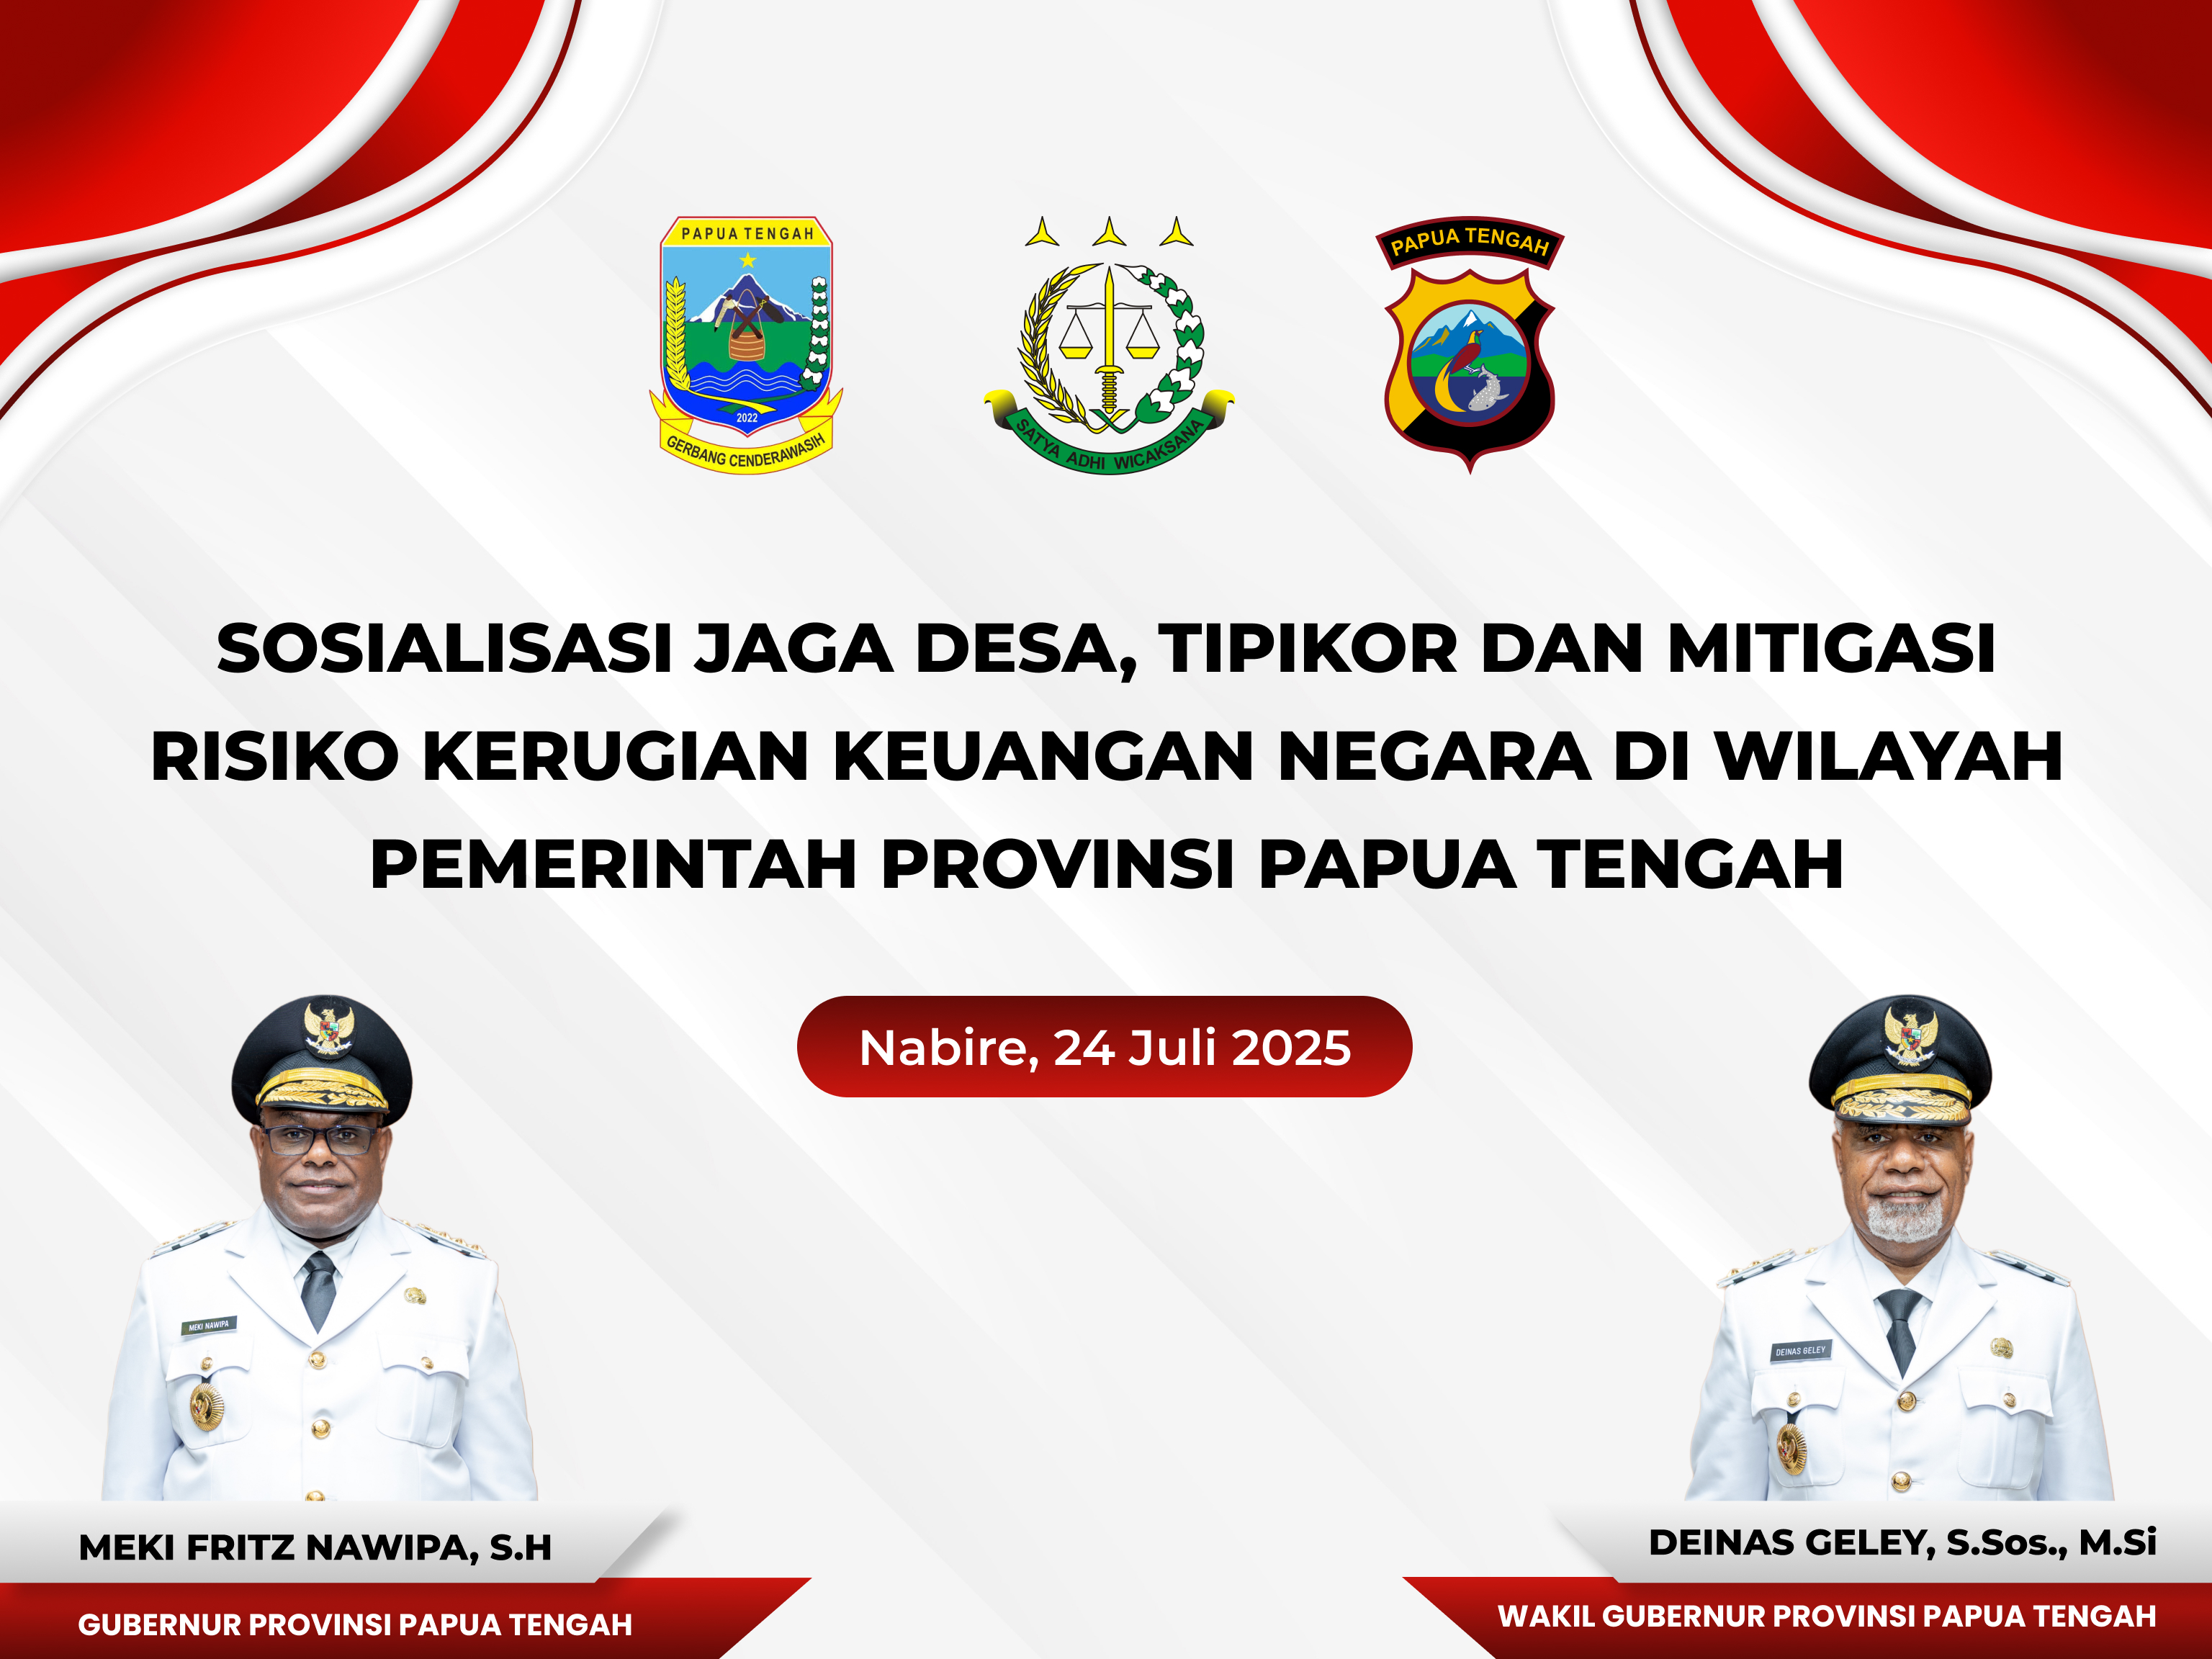 PAPUA TENGAH
2022
GERBANG CENDERAWASIH
SATYA ADHI WICAKSANA
PAPUA TENGAH
SOSIALISASI JAGA DESA, TIPIKOR DAN MITIGASI
RISIKO KERUGIAN KEUANGAN NEGARA DI WILAYAH
PEMERINTAH PROVINSI PAPUA TENGAH
Nabire, 24 Juli 2025
MEKI NAWIPA
DEINAS GELEY
MEKI FRITZ NAWIPA, S.H
GUBERNUR PROVINSI PAPUA TENGAH
DEINAS GELEY, S.Sos., M.Si
WAKIL GUBERNUR PROVINSI PAPUA TENGAH